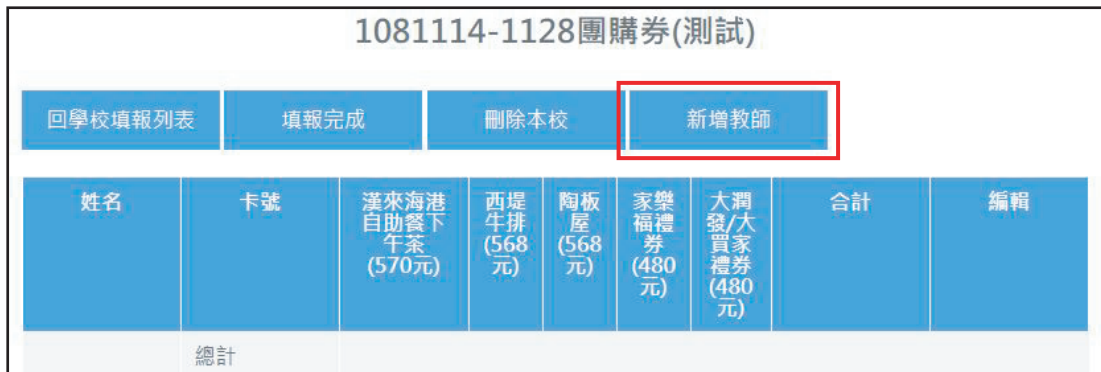 1081114-1128團購券(測試)
回學校填報列表 填報完成 刪除本校 新增教師
姓名
卡號
漢來海港
自助餐下
午茶
(570元)
西堤
牛排
(568
元)
陶板
屋
(568
元)
家樂
福禮
券
(480
元)
大潤
發/大
買家
禮券
(480
元)
合計
編輯
總計